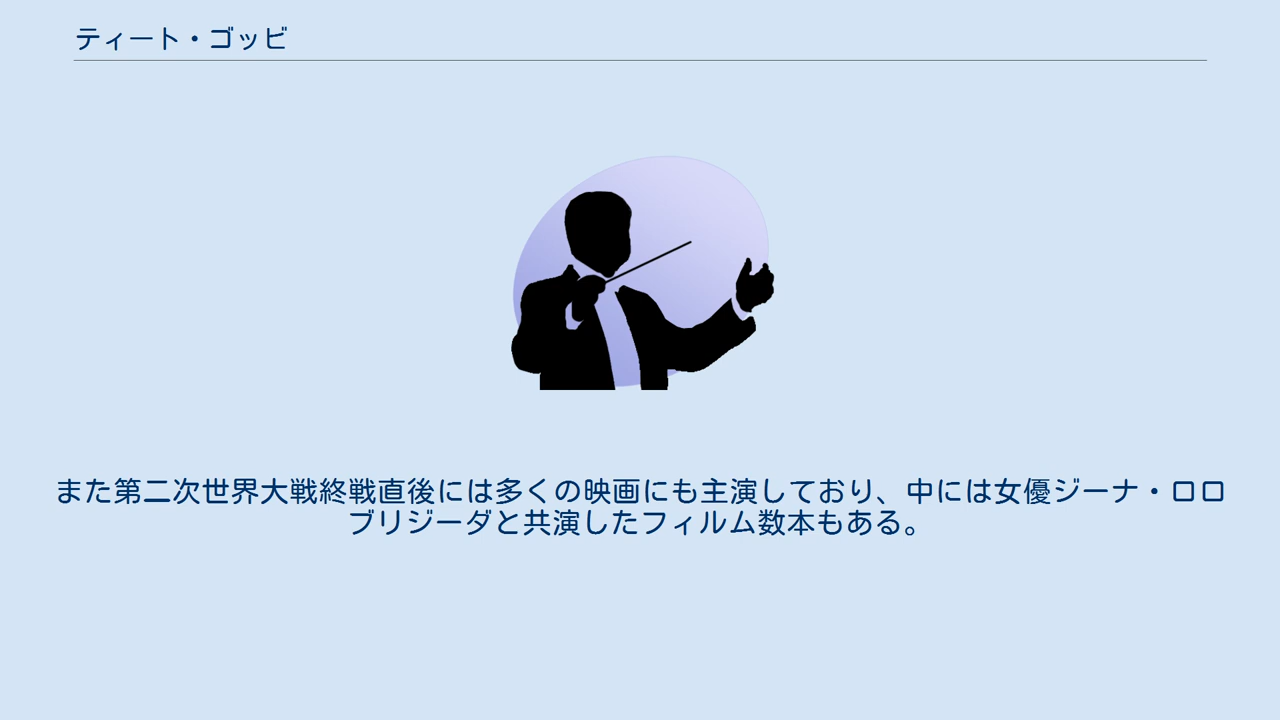 ティート・ゴッビ
また第二次世界大戦終戦直後には多くの映画にも主演しており、中には女優ジーナ・ロロ
ブリジーダと共演したフィルム数本もある。